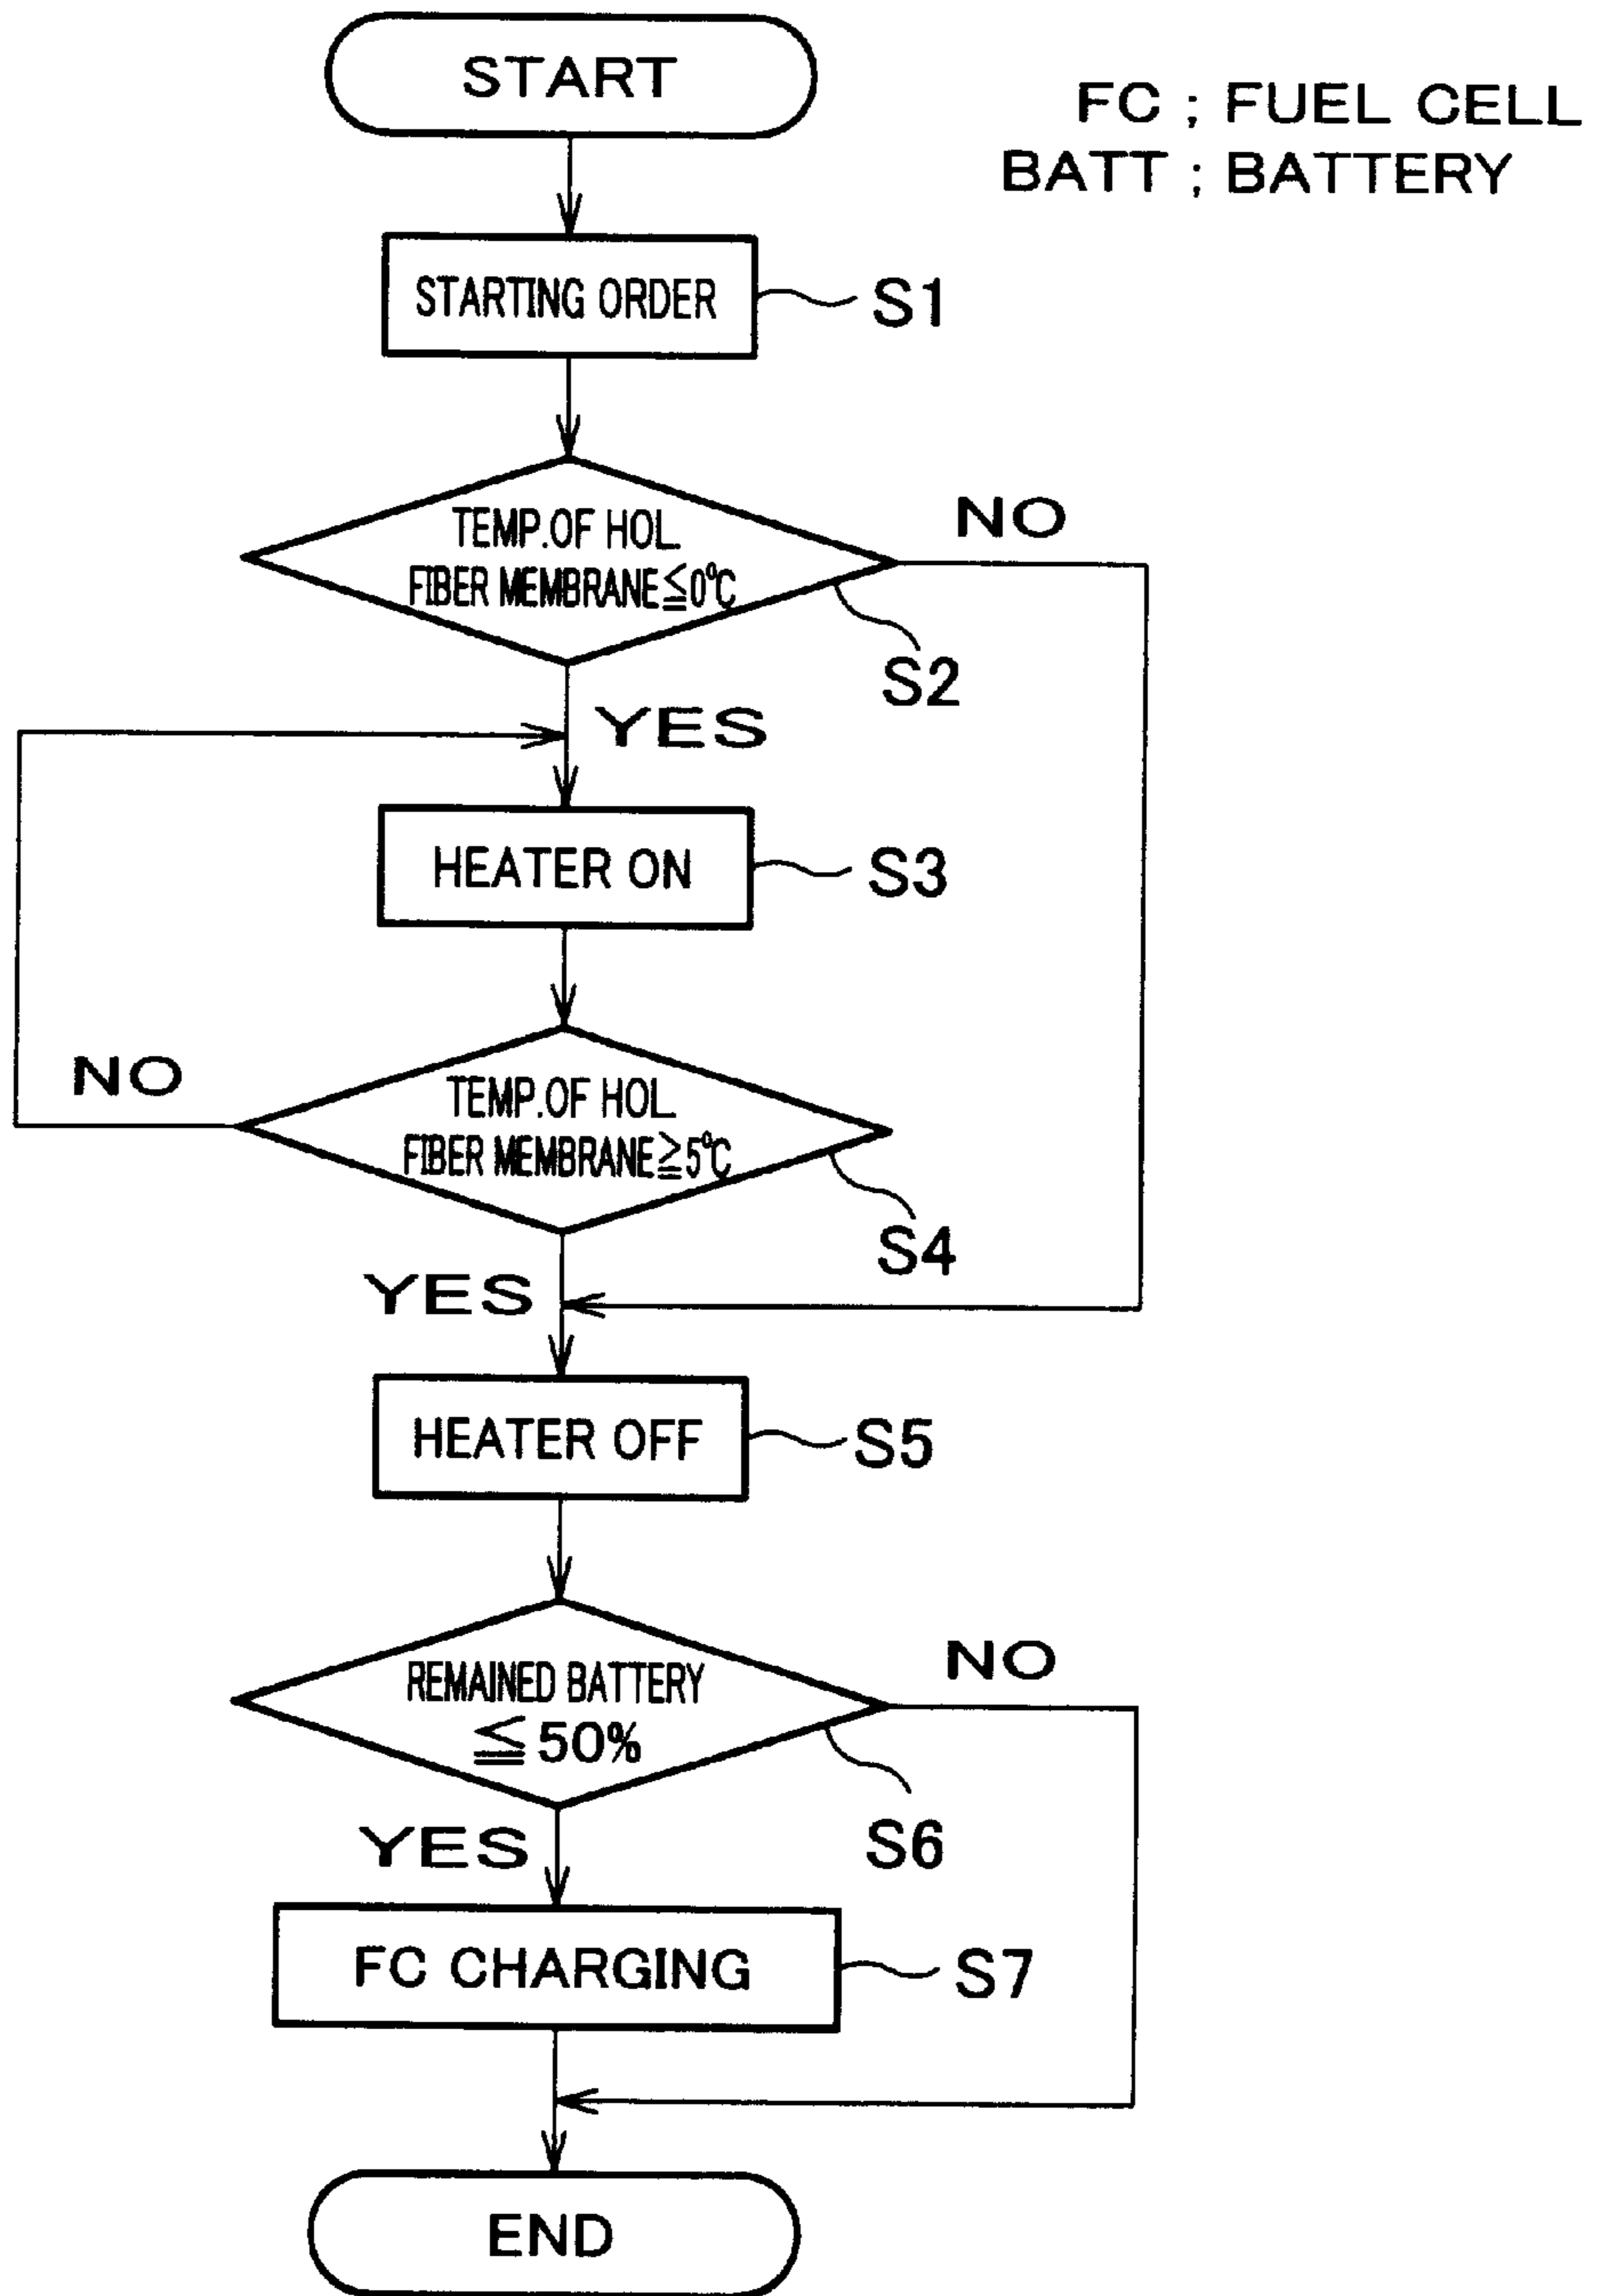 START
FC ; FUEL CELL
BATT ; BATTERY
STARTING ORDER
S1
TEMP.OF HOL.
FIBER MEMBRANE≦0℃
NO
S2
YES
HEATER ON
S3
NO
TEMP.OF HOL.
FIBER MEMBRANE≧5℃
S4
YES
HEATER OFF
S5
REMAINED BATTERY
≦50%
NO
S6
YES
FC CHARGING
S7
END